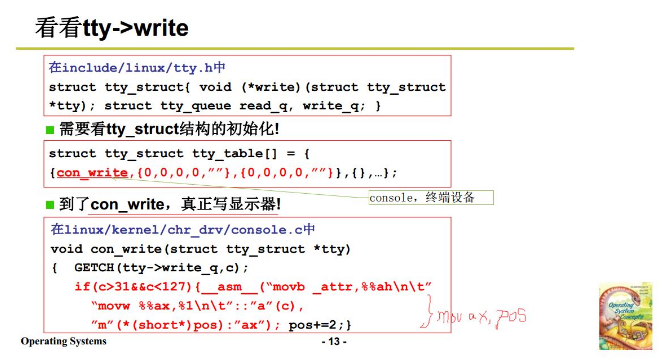 看看tty->write
在include/linux/tty.h中
struct tty_struct{ void (*write)(struct tty_struct
*tty); struct tty_queue read_q, write_q; }
需要看tty_struct结构的初始化!
struct tty_struct tty_table[] = {
{con_write,{0,0,0,0,””},{0,0,0,0,””}},{},…};
console，终端设备
到了con_write，真正写显示器!
在linux/kernel/chr_drv/console.c中
void con_write(struct tty_struct *tty)
{ GETCH(tty->write_q,c);
if(c>31&&c<127){__asm__(“movb _attr,%%ah\n\t”
“movw %%ax,%1\n\t”::”a”(c),
”m”(*(short*)pos):”ax”); pos+=2;}
mov ax, pos
Operating System Concepts
Operating Systems
- 13 -